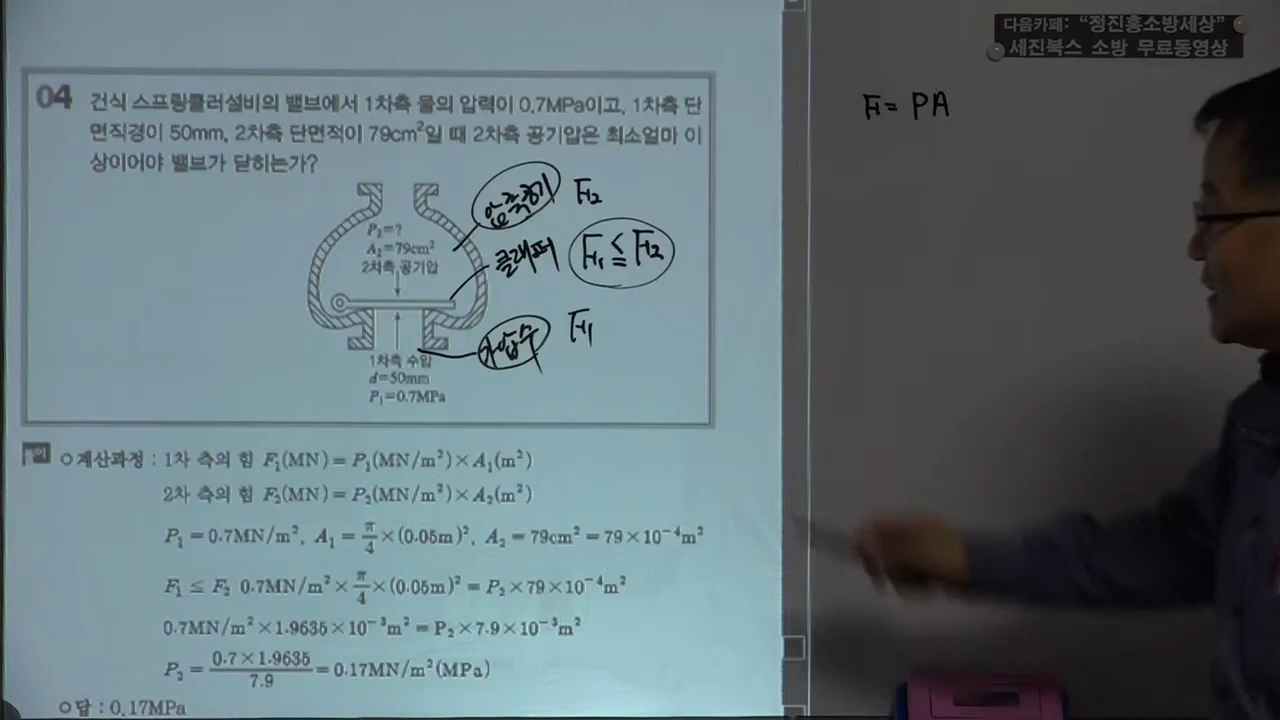 다음카페: "정진홍소방세상"
세진북스 소방 무료동영상
F = PA
04 건식 스프링클러설비의 밸브에서 1차측 물의 압력이 0.7MPa이고, 1차측 단
면직경이 50mm, 2차측 단면적이 79cm²일 때 2차측 공기압은 최소얼마 이
상이어야 밸브가 닫히는가?
압축공기 F₂
P₂=?
A₂=79cm²
2차측 공기압
클래퍼 F₁ ≦ F₂
가압수 F₁
1차측 수압
d=50mm
P₁=0.7MPa
○계산과정 : 1차 측의 힘 F₁(MN) = P₁(MN/m²)×A₁(m²)
2차 측의 힘 F₂(MN) = P₂(MN/m²)×A₂(m²)
P₁ = 0.7MN/m², A₁ = π/4 ×(0.05m)², A₂ = 79cm² = 79×10⁻⁴m²
F₁ ≤ F₂ 0.7MN/m²× π/4 ×(0.05m)² = P₂×79×10⁻⁴m²
0.7MN/m²×1.9635×10⁻³m² = P₂×7.9×10⁻³m²
P₂ = 0.7×1.9635/7.9 = 0.17MN/m²(MPa)
○답 : 0.17MPa